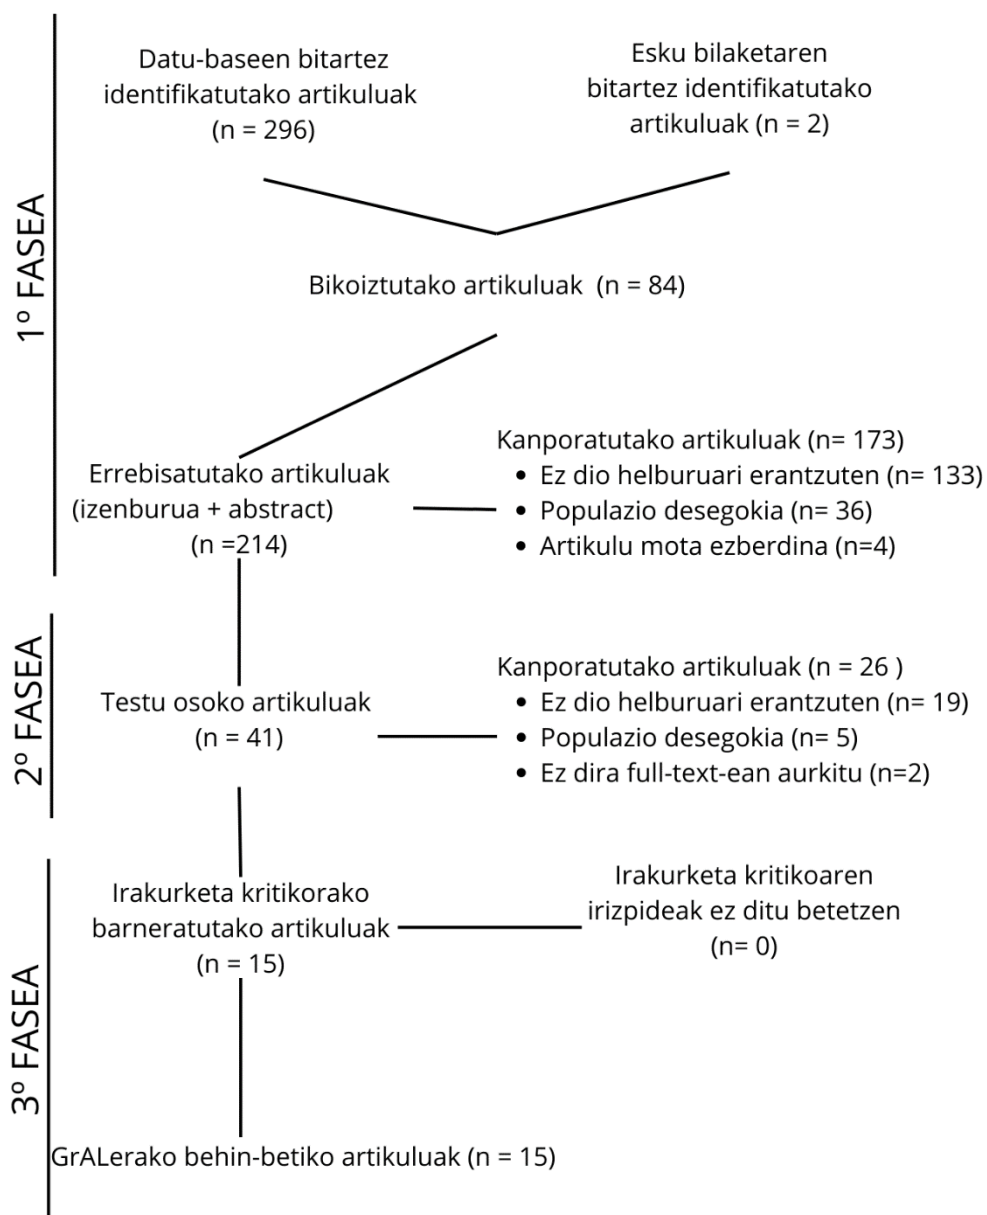 1º FASEA
Datu-baseen bitartez
identifikatutako artikuluak
(n = 296)
Esku bilaketaren
bitartez identifikatutako
artikuluak (n = 2)
Bikoiztutako artikuluak (n = 84)
Errebisatutako artikuluak
(izenburua + abstract)
(n =214)
Kanporatutako artikuluak (n= 173)
• Ez dio helburuari erantzuten (n= 133)
• Populazio desegokia (n= 36)
• Artikulu mota ezberdina (n=4)
2º FASEA
Testu osoko artikuluak
(n = 41)
Kanporatutako artikuluak (n = 26 )
• Ez dio helburuari erantzuten (n= 19)
• Populazio desegokia (n= 5)
• Ez dira full-text-ean aurkitu (n=2)
3º FASEA
Irakurketa kritikorako
barneratutako artikuluak
(n = 15)
Irakurketa kritikoaren
irizpideak ez ditu betetzen
(n= 0)
GrALerako behin-betiko artikuluak (n = 15)